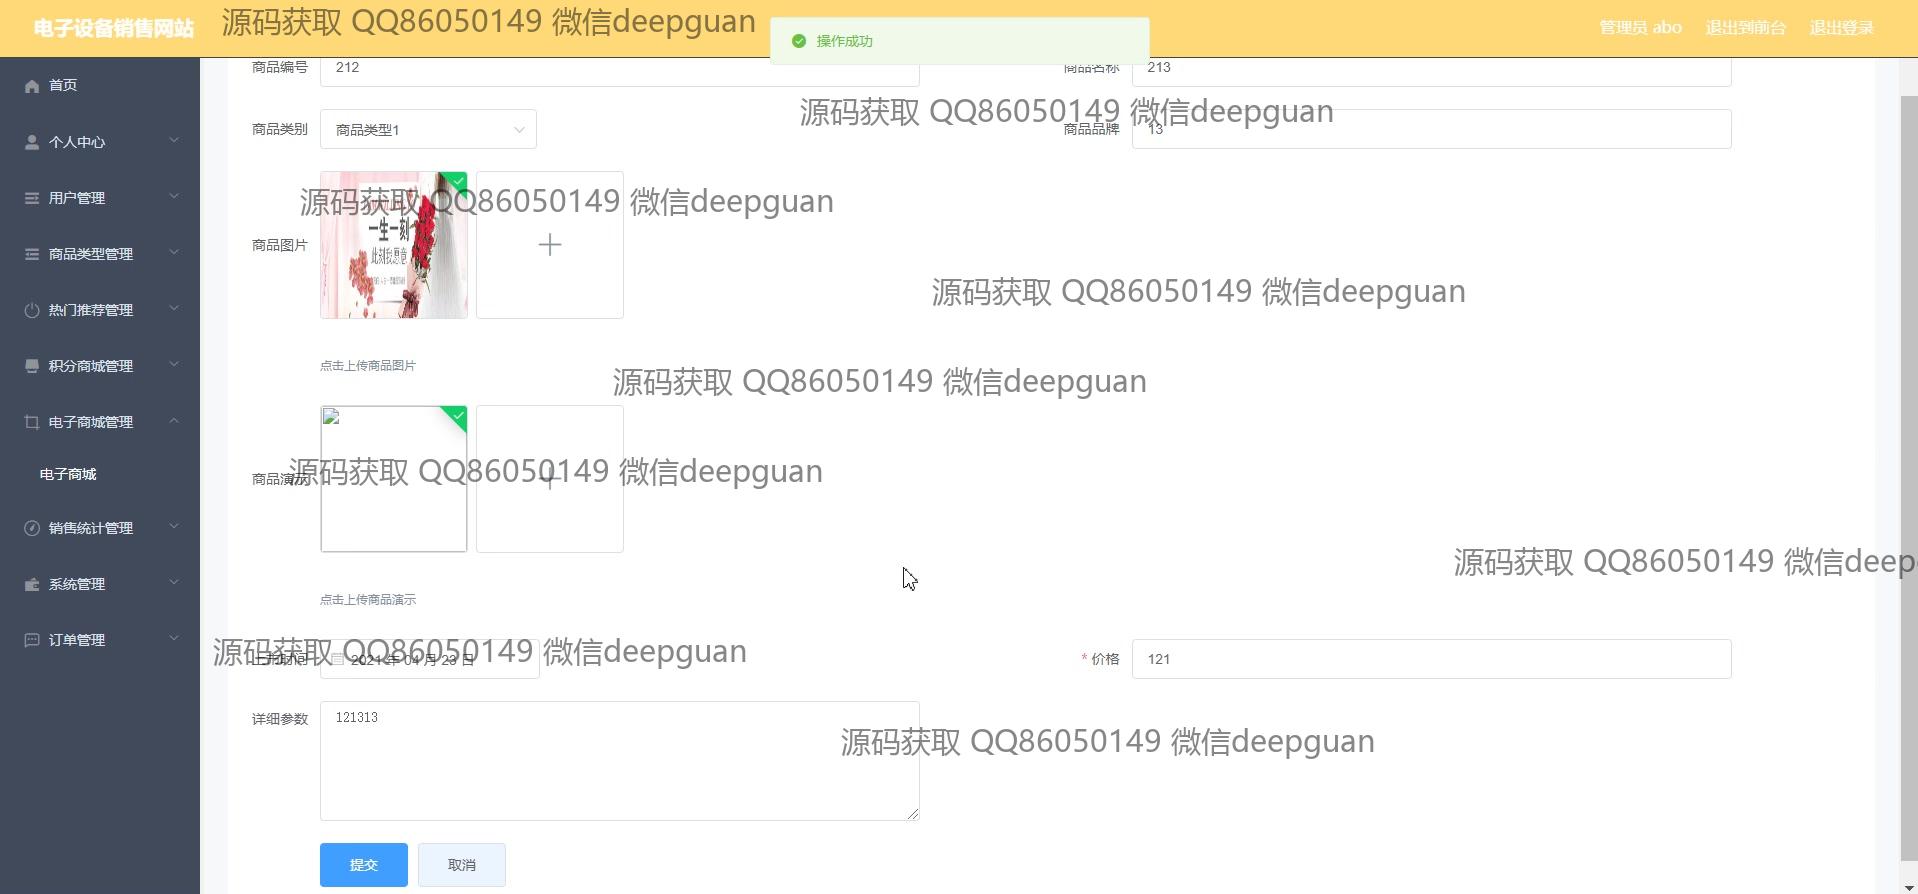 电子设备销售网站
源码获取 QQ86050149 微信deepguan
操作成功
管理员 abo
退出到前台
退出登录
首页
个人中心
用户管理
商品类型管理
热门推荐管理
积分商城管理
电子商城管理
电子商城
销售统计管理
系统管理
订单管理
商品编号
212
商品名称
213
源码获取 QQ86050149 微信deepguan
商品类别
商品类型1
商品品牌
13
源码获取 QQ86050149 微信deepguan
商品图片
一生一刻
源码获取 QQ86050149 微信deepguan
点击上传商品图片
源码获取 QQ86050149 微信deepguan
商品演示
源码获取 QQ86050149 微信deepguan
源码获取 QQ86050149 微信deep
点击上传商品演示
源码获取 QQ86050149 微信deepguan
上市时间
2021 年 04 月 23 日
* 价格
121
详细参数
121313
源码获取 QQ86050149 微信deepguan
提交
取消